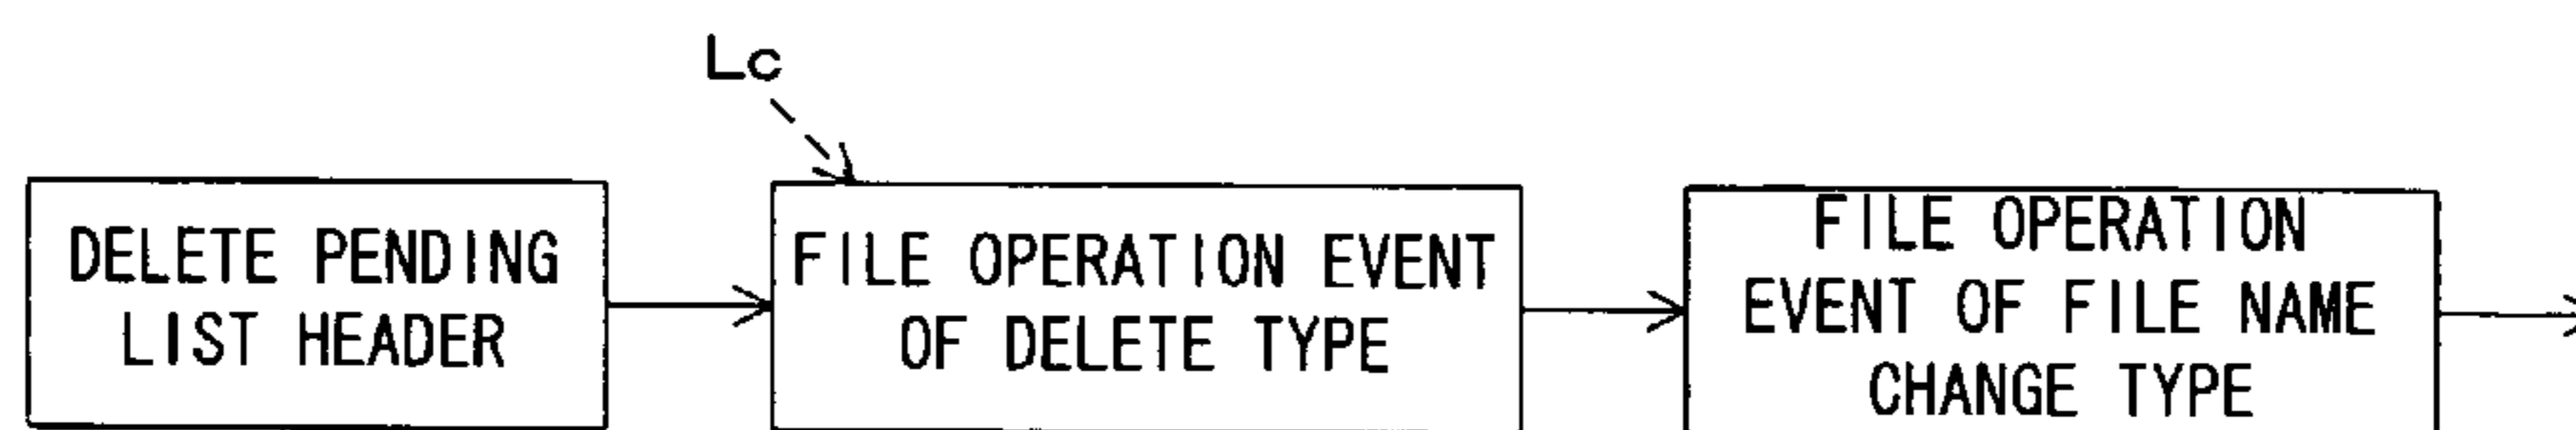 Lc
DELETE PENDING
LIST HEADER
FILE OPERATION EVENT
OF DELETE TYPE
FILE OPERATION
EVENT OF FILE NAME
CHANGE TYPE